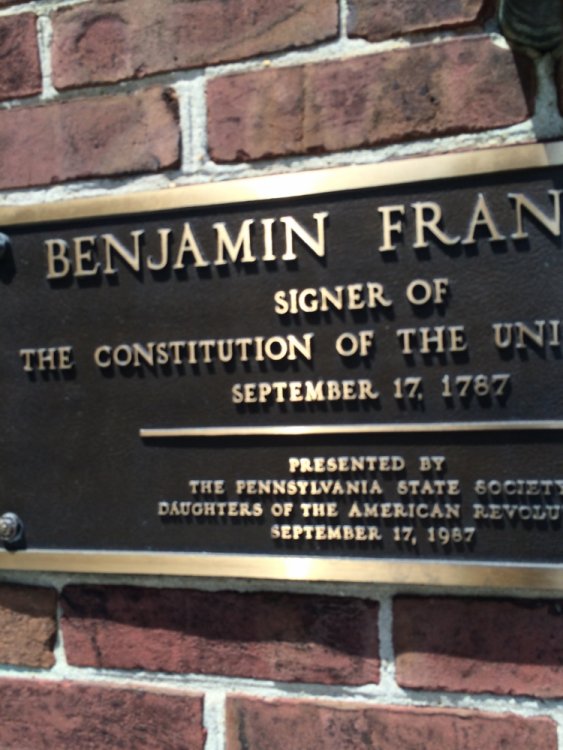 BENJAMIN FRAN
SIGNER OF
THE CONSTITUTION OF THE UNI
SEPTEMBER 17, 1787
PRESENTED BY
THE PENNSYLVANIA STATE SOCIETY
DAUGHTERS OF THE AMERICAN REVOLU
SEPTEMBER 17, 1987